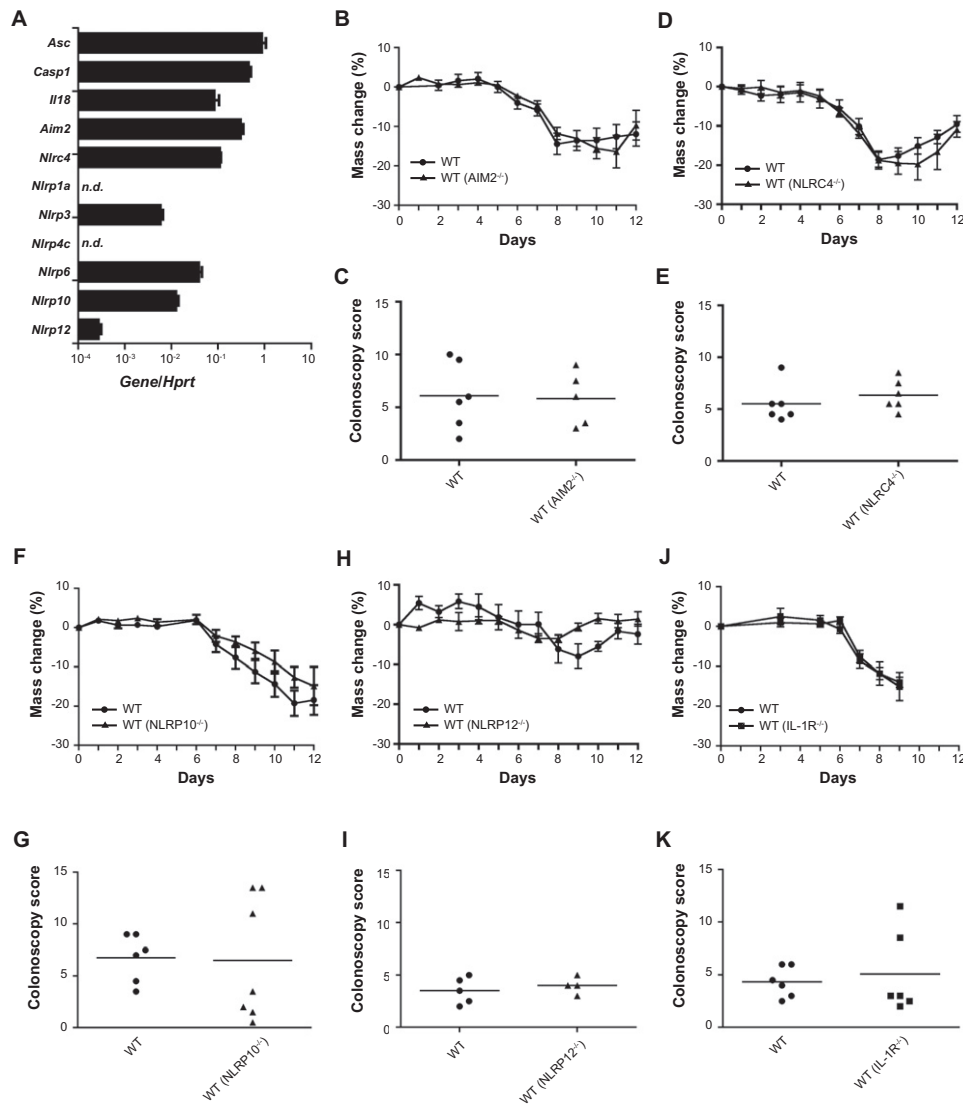 A
Asc
Casp1
Il18
Aim2
Nlrc4
Nlrp1a n.d.
Nlrp3
Nlrp4c n.d.
Nlrp6
Nlrp10
Nlrp12
10⁻⁴ 10⁻³ 10⁻² 10⁻¹ 1 10
Gene/Hprt
B
Mass change (%)
10
0
-10
-20
-30
WT
WT (AIM2⁻/⁻)
0 2 4 6 8 10 12
Days
D
Mass change (%)
10
0
-10
-20
-30
WT
WT (NLRC4⁻/⁻)
0 2 4 6 8 10 12
Days
C
Colonoscopy score
15
10
5
0
WT
WT (AIM2⁻/⁻)
E
Colonoscopy score
15
10
5
0
WT
WT (NLRC4⁻/⁻)
F
Mass change (%)
10
0
-10
-20
-30
WT
WT (NLRP10⁻/⁻)
0 2 4 6 8 10 12
Days
H
Mass change (%)
10
0
-10
-20
-30
WT
WT (NLRP12⁻/⁻)
0 2 4 6 8 10 12
Days
J
Mass change (%)
10
0
-10
-20
-30
WT
WT (IL-1R⁻/⁻)
0 2 4 6 8 10 12
Days
G
Colonoscopy score
15
10
5
0
WT
WT (NLRP10⁻/⁻)
I
Colonoscopy score
15
10
5
0
WT
WT (NLRP12⁻/⁻)
K
Colonoscopy score
15
10
5
0
WT
WT (IL-1R⁻/⁻)